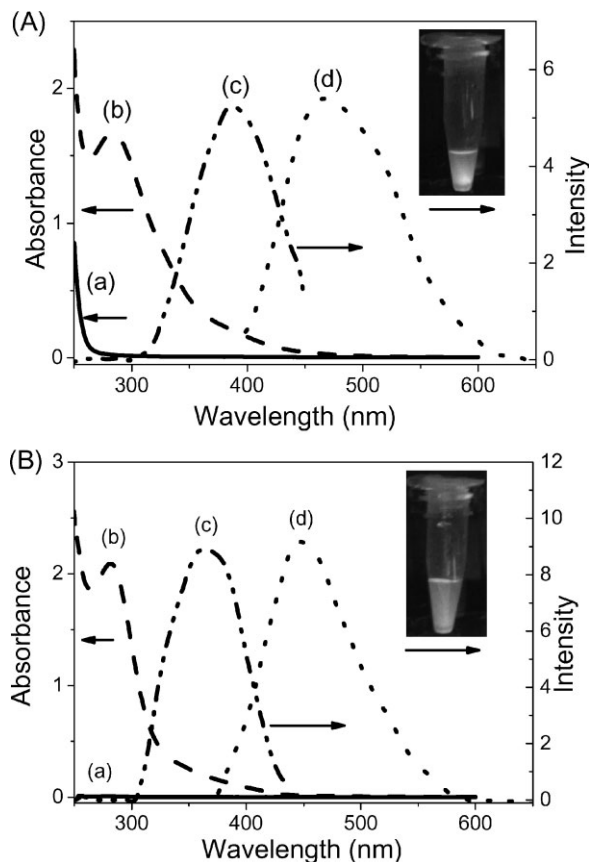 (A)
(b)
(c)
(d)
(a)
Absorbance
Intensity
2
1
0
6
4
2
0
300
400
500
600
Wavelength (nm)
(B)
(b)
(c)
(d)
(a)
Absorbance
Intensity
3
2
1
0
12
10
8
6
4
2
0
300
400
500
600
Wavelength (nm)